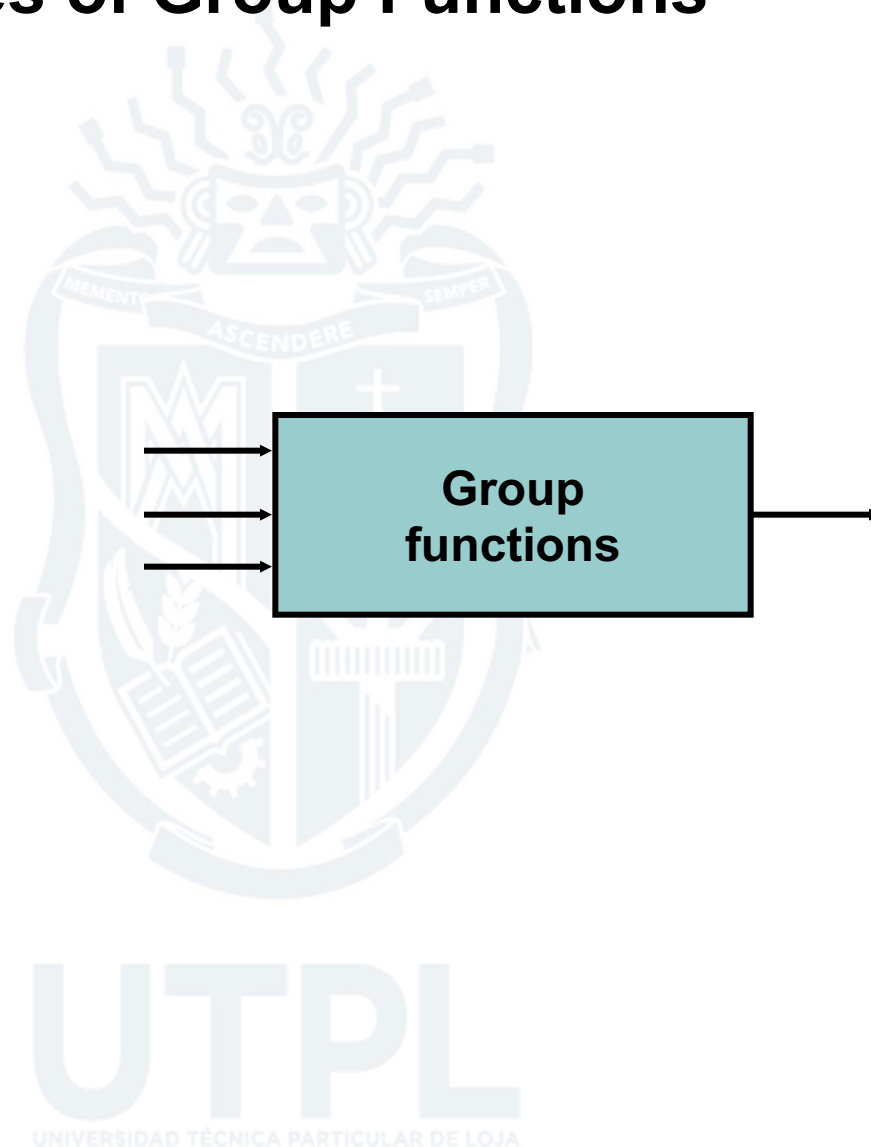 es of Group Functions
MEMENTO
SEMPER
ASCENDERE
Group
functions
UTPL
UNIVERSIDAD TÉCNICA PARTICULAR DE LOJA